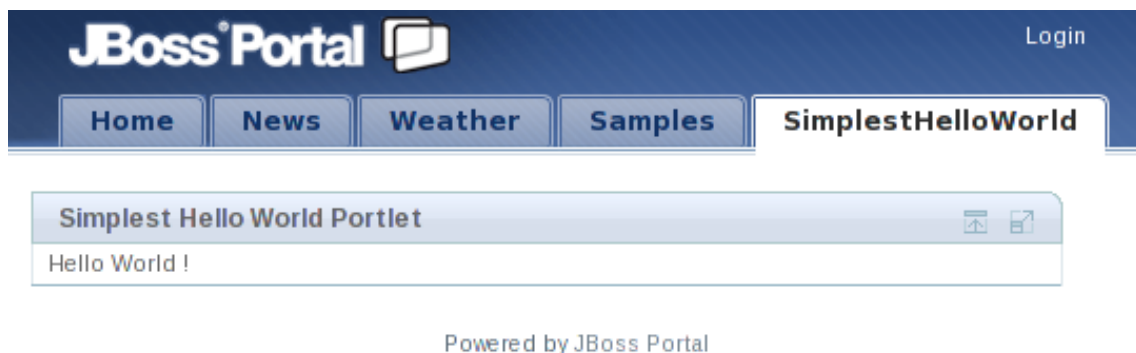 JBoss Portal
Login
Home News Weather Samples SimplestHelloWorld
Simplest Hello World Portlet
Hello World !
Powered by JBoss Portal